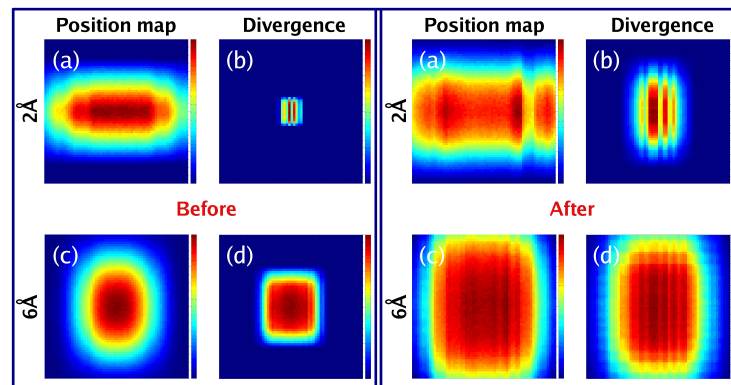 Position map Divergence Position map Divergence
(a) (b) (a) (b)
2Å 2Å
Before After
(c) (d) (c) (d)
6Å 6Å